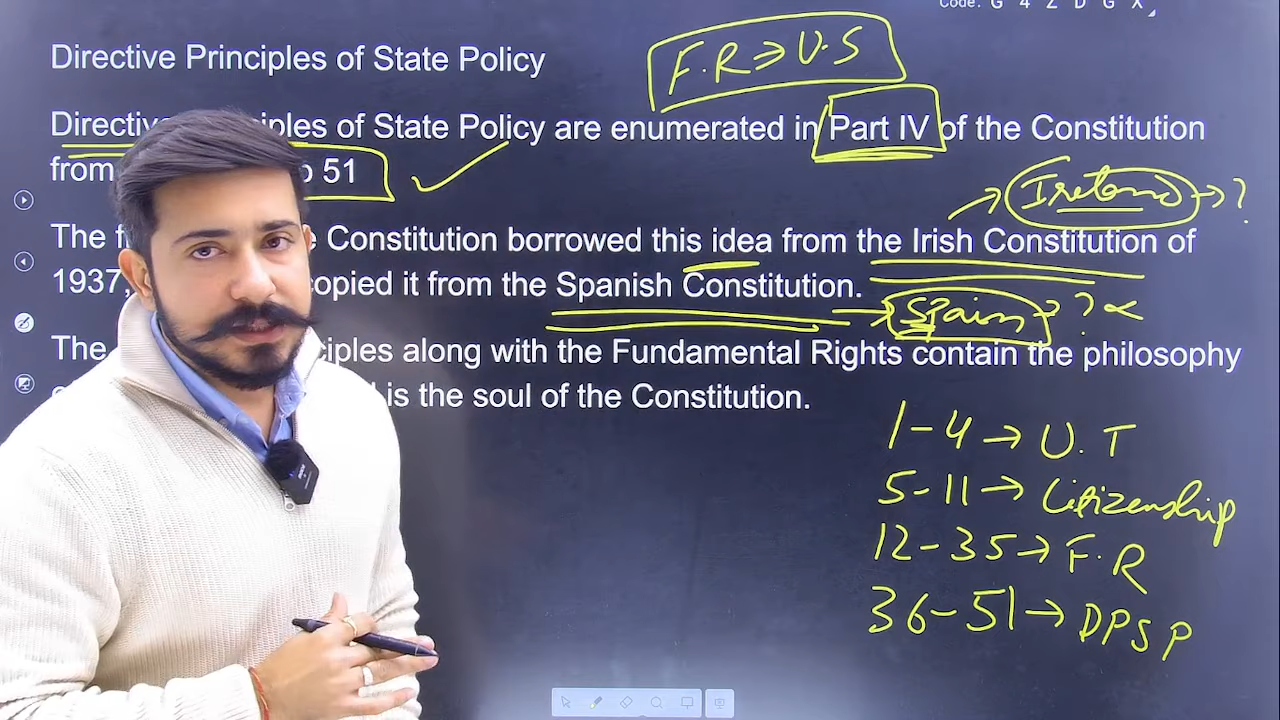 Code: G 4 Z D G X
Directive Principles of State Policy
F.R → U.S
Directive Principles of State Policy are enumerated in Part IV of the Constitution
from 51
Ireland → ?
The Constitution borrowed this idea from the Irish Constitution of
1937, copied it from the Spanish Constitution.
Spain → ?
The along with the Fundamental Rights contain the philosophy
is the soul of the Constitution.
1-4 → U.T
5-11 → Citizenship
12-35 → F.R
36-51 → DPSP